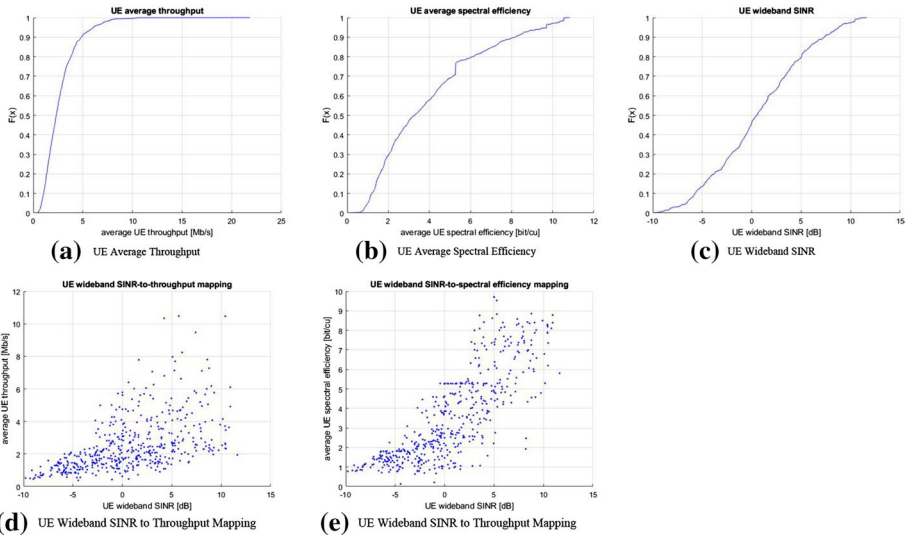 UE average throughput
F(x)
1
0.9
0.8
0.7
0.6
0.5
0.4
0.3
0.2
0.1
0
0 5 10 15 20 25
average UE throughput [Mb/s]
(a) UE Average Throughput
UE average spectral efficiency
F(x)
1
0.9
0.8
0.7
0.6
0.5
0.4
0.3
0.2
0.1
0
0 2 4 6 8 10 12
average UE spectral efficiency [bit/cu]
(b) UE Average Spectral Efficiency
UE wideband SINR
F(x)
1
0.9
0.8
0.7
0.6
0.5
0.4
0.3
0.2
0.1
0
-10 -5 0 5 10 15
UE wideband SINR [dB]
(c) UE Wideband SINR
UE wideband SINR-to-throughput mapping
average UE throughput [Mb/s]
12
10
8
6
4
2
0
-10 -5 0 5 10 15
UE wideband SINR [dB]
(d) UE Wideband SINR to Throughput Mapping
UE wideband SINR-to-spectral efficiency mapping
average UE specctral efficiency [bit/cu]
10
9
8
7
6
5
4
3
2
1
0
-10 -5 0 5 10 15
UE wideband SINR [dB]
(e) UE Wideband SINR to Throughput Mapping